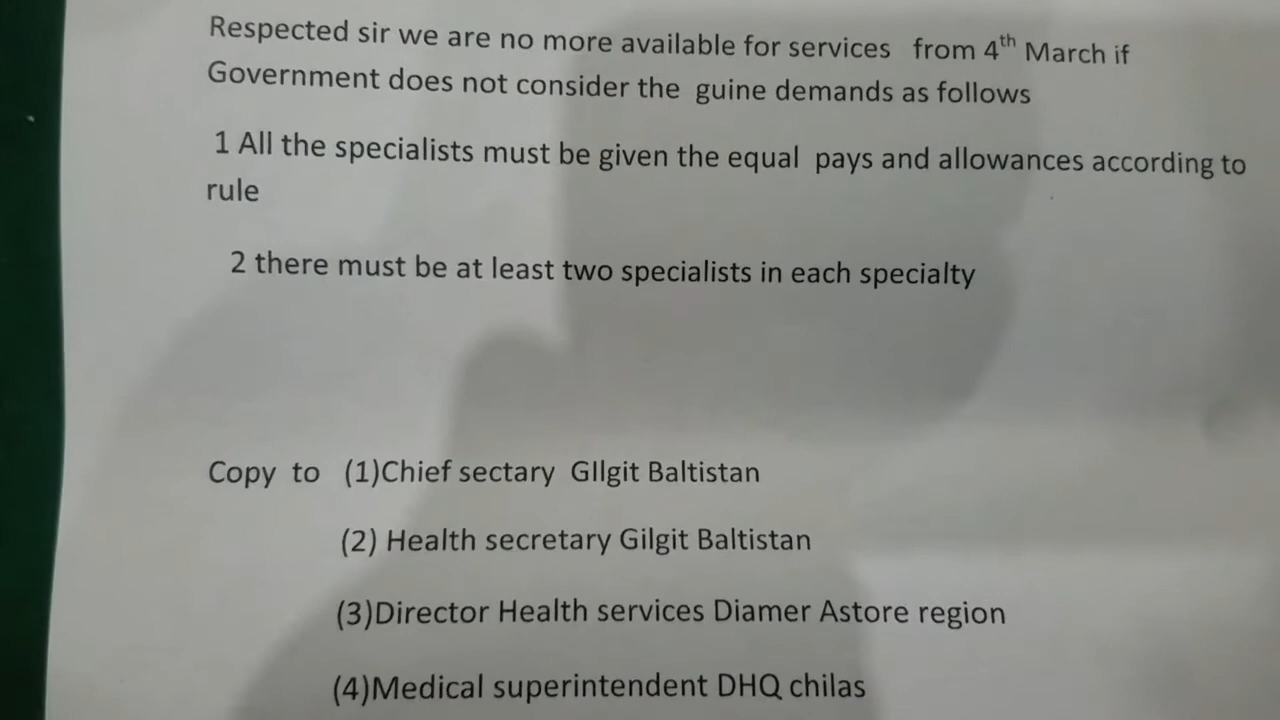 Respected sir we are no more available for services from 4th March if
Government does not consider the guine demands as follows
1 All the specialists must be given the equal pays and allowances according to
rule
2 there must be at least two specialists in each specialty
Copy to (1)Chief sectary GIlgit Baltistan
(2) Health secretary Gilgit Baltistan
(3)Director Health services Diamer Astore region
(4)Medical superintendent DHQ chilas